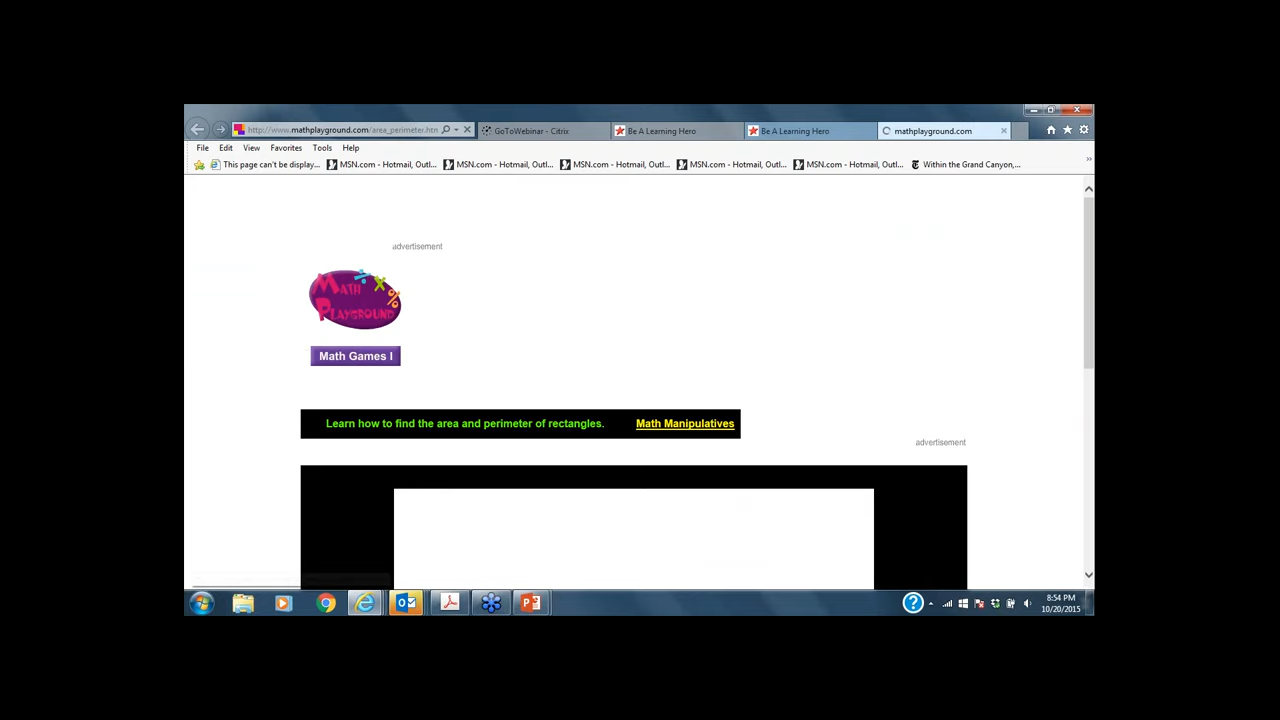 http://www.mathplayground.com/area_perimeter.htn
GoToWebinar - Citrix
Be A Learning Hero
Be A Learning Hero
mathplayground.com
File Edit View Favorites Tools Help
This page can't be display...
MSN.com - Hotmail, Outl...
MSN.com - Hotmail, Outl...
MSN.com - Hotmail, Outl...
MSN.com - Hotmail, Outl...
MSN.com - Hotmail, Outl...
Within the Grand Canyon,...
advertisement
MATH
PLAYGROUND
Math Games I
Learn how to find the area and perimeter of rectangles.
Math Manipulatives
advertisement
8:54 PM
10/20/2015